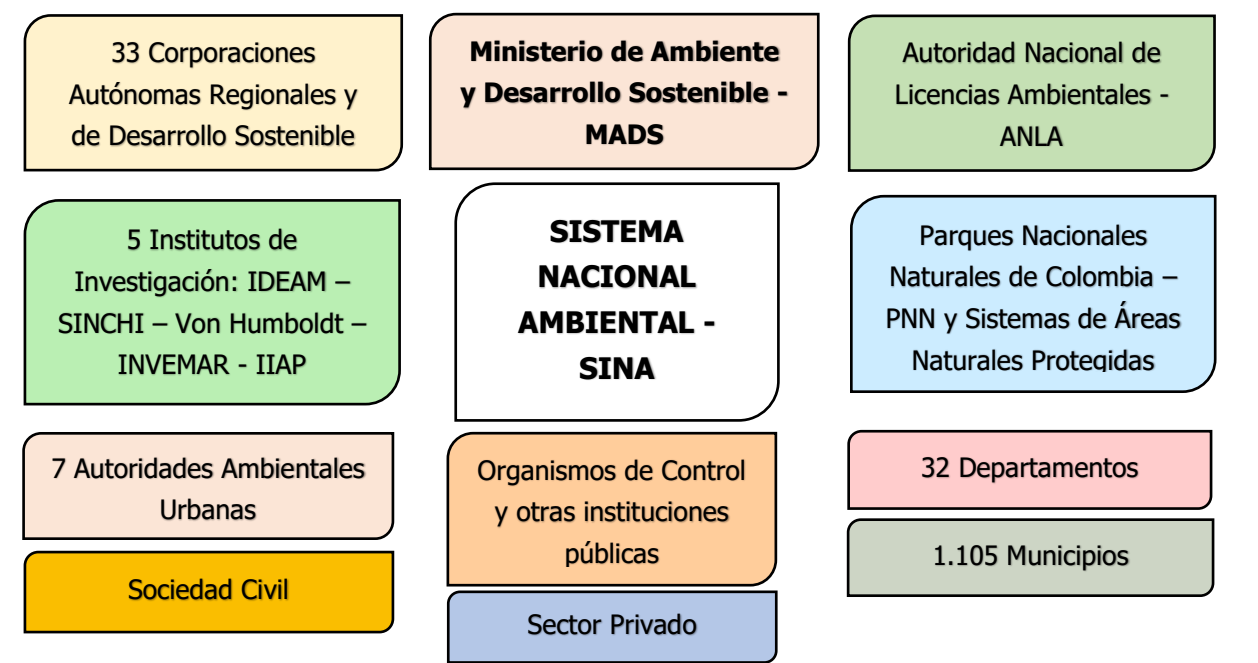 33 Corporaciones
Autónomas Regionales y
de Desarrollo Sostenible
Ministerio de Ambiente
y Desarrollo Sostenible -
MADS
Autoridad Nacional de
Licencias Ambientales -
ANLA
5 Institutos de
Investigación: IDEAM –
SINCHI – Von Humboldt –
INVEMAR - IIAP
SISTEMA
NACIONAL
AMBIENTAL -
SINA
Parques Nacionales
Naturales de Colombia –
PNN y Sistemas de Áreas
Naturales Protegidas
7 Autoridades Ambientales
Urbanas
Organismos de Control
y otras instituciones
públicas
32 Departamentos
1.105 Municipios
Sociedad Civil
Sector Privado